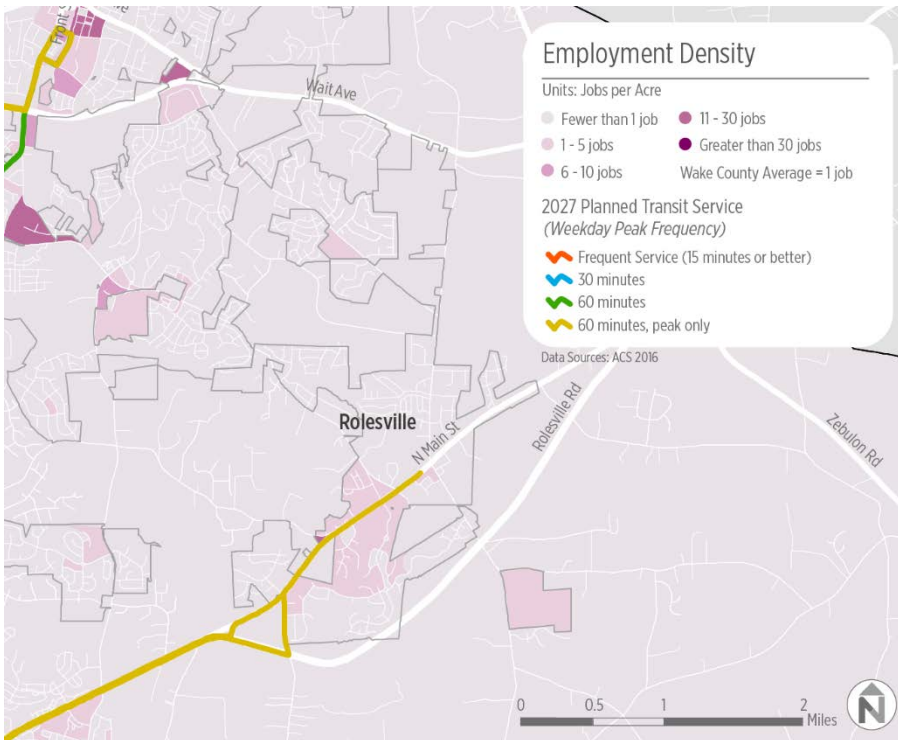 Front S
Ave
Wait Ave
Employment Density
Units: Jobs per Acre
Fewer than 1 job
1 - 5 jobs
6 - 10 jobs
11 - 30 jobs
Greater than 30 jobs
Wake County Average = 1 job
2027 Planned Transit Service
(Weekday Peak Frequency)
Frequent Service (15 minutes or better)
30 minutes
60 minutes
60 minutes, peak only
Data Sources: ACS 2016
Rolesville
N Main St
Rolesville Rd
Zebulon Rd
0 0.5 1 2
Miles
N